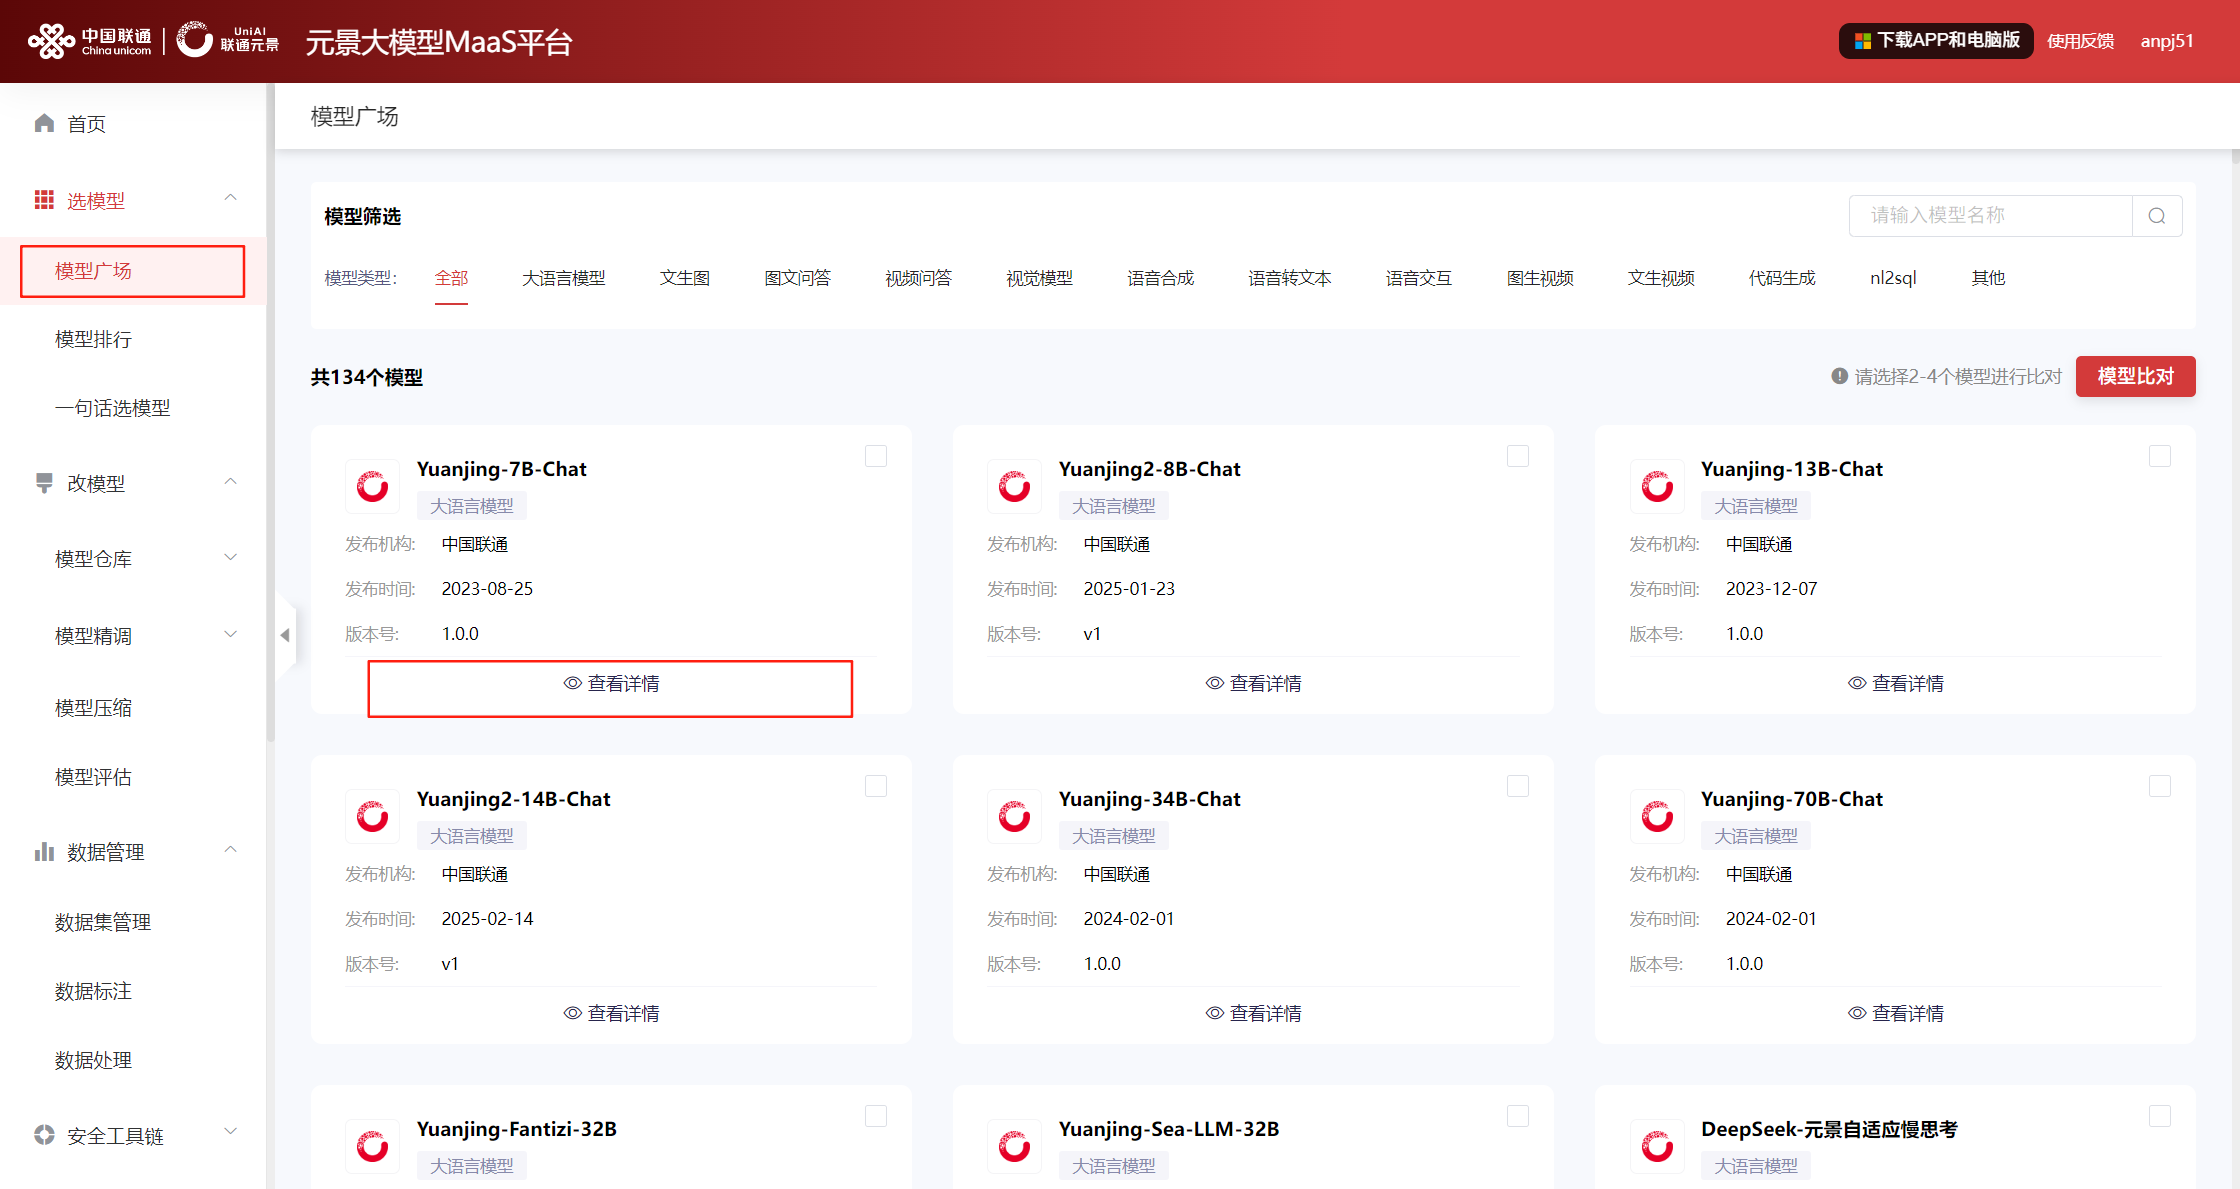 中国联通
China unicom
UniAI
联通元景
元景大模型MaaS平台
下载APP和电脑版
使用反馈
anpj51
首页
选模型
模型广场
模型排行
一句话选模型
改模型
模型仓库
模型精调
模型压缩
模型评估
数据管理
数据集管理
数据标注
数据处理
安全工具链
模型广场
模型筛选
请输入模型名称
模型类型: 全部 大语言模型 文生图 图文问答 视频问答 视觉模型 语音合成 语音转文本 语音交互 图生视频 文生视频 代码生成 nl2sql 其他
共134个模型
请选择2-4个模型进行比对
模型比对
Yuanjing-7B-Chat
大语言模型
发布机构: 中国联通
发布时间: 2023-08-25
版本号: 1.0.0
查看详情
Yuanjing2-8B-Chat
大语言模型
发布机构: 中国联通
发布时间: 2025-01-23
版本号: v1
查看详情
Yuanjing-13B-Chat
大语言模型
发布机构: 中国联通
发布时间: 2023-12-07
版本号: 1.0.0
查看详情
Yuanjing2-14B-Chat
大语言模型
发布机构: 中国联通
发布时间: 2025-02-14
版本号: v1
查看详情
Yuanjing-34B-Chat
大语言模型
发布机构: 中国联通
发布时间: 2024-02-01
版本号: 1.0.0
查看详情
Yuanjing-70B-Chat
大语言模型
发布机构: 中国联通
发布时间: 2024-02-01
版本号: 1.0.0
查看详情
Yuanjing-Fantizi-32B
大语言模型
Yuanjing-Sea-LLM-32B
大语言模型
DeepSeek-元景自适应慢思考
大语言模型